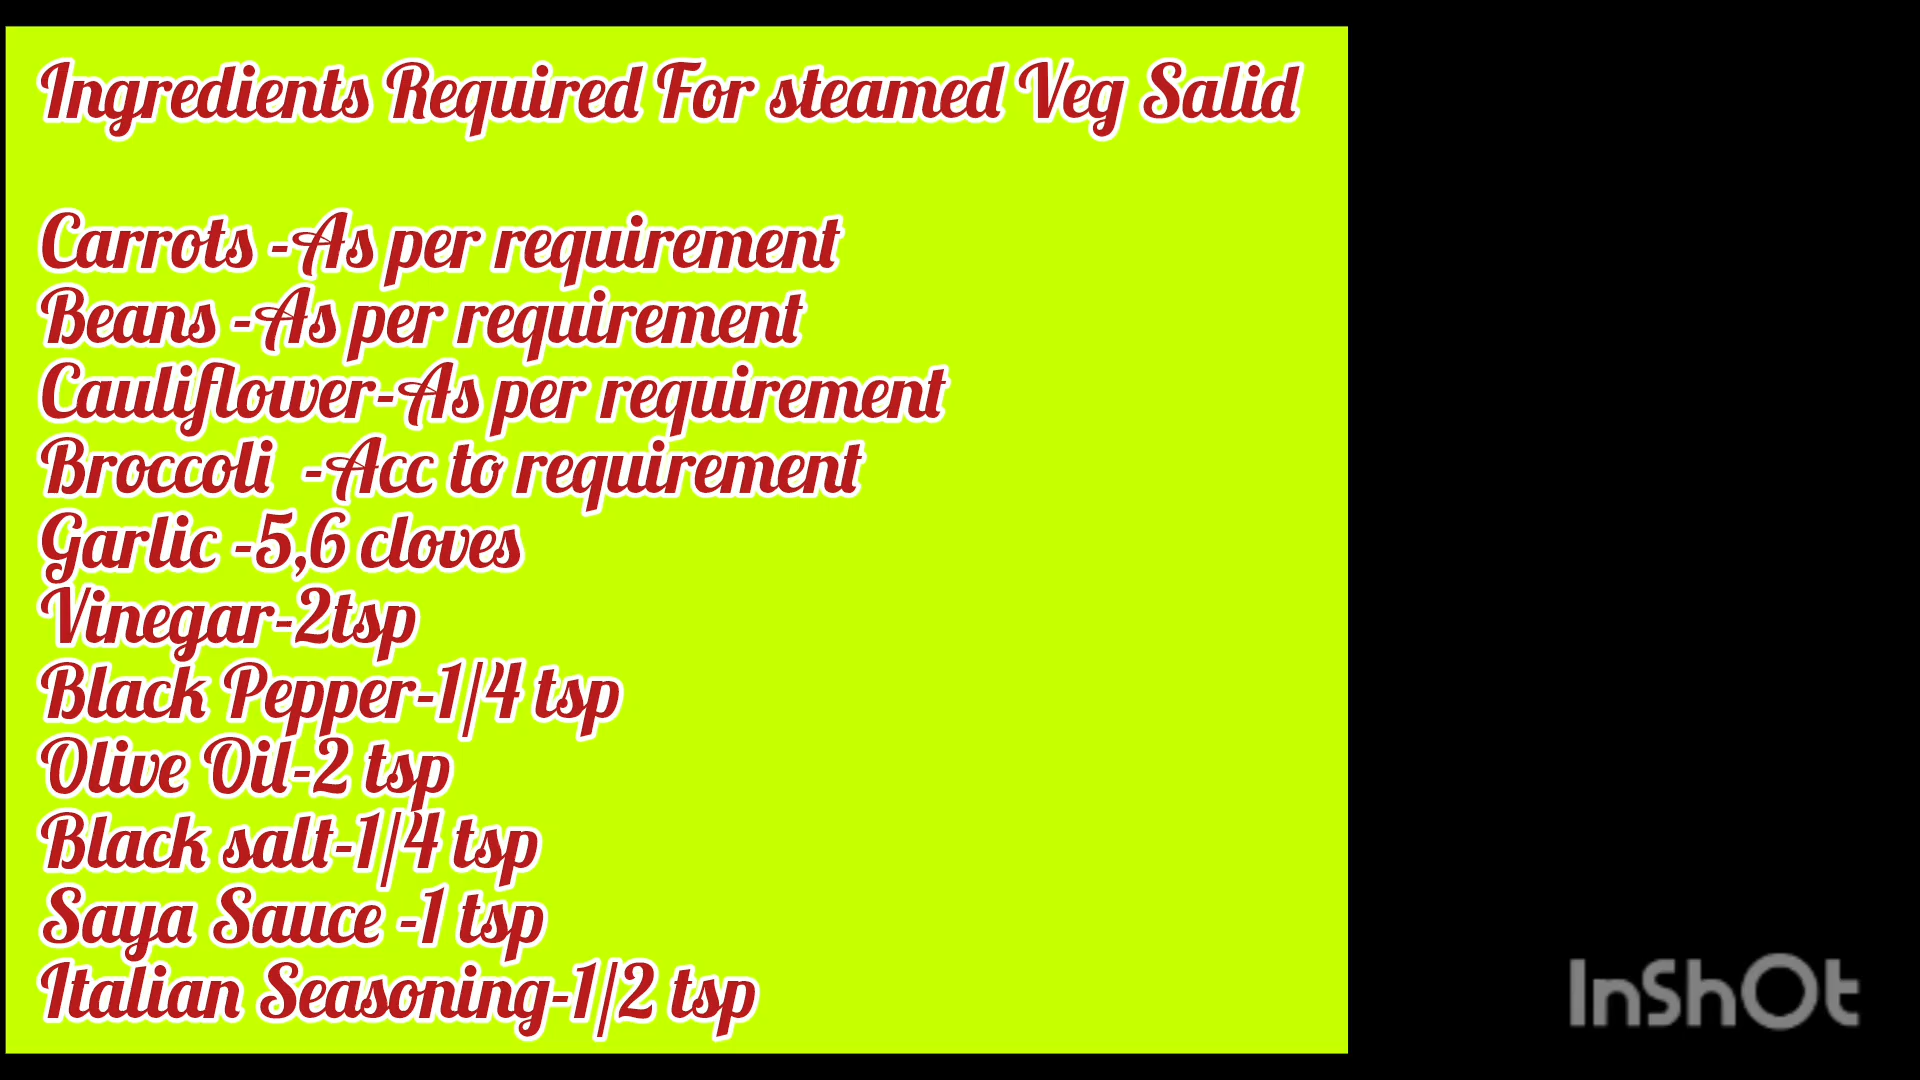 Ingredients Required For steamed Veg Salid
Carrots -As per requirement
Beans -As per requirement
Cauliflower-As per requirement
Broccoli  -Acc to requirement
Garlic -5,6 cloves
Vinegar-2tsp
Black Pepper-1/4 tsp
Olive Oil-2 tsp
Black salt-1/4 tsp
Saya Sauce -1 tsp
Italian Seasoning-1/2 tsp
InShOt